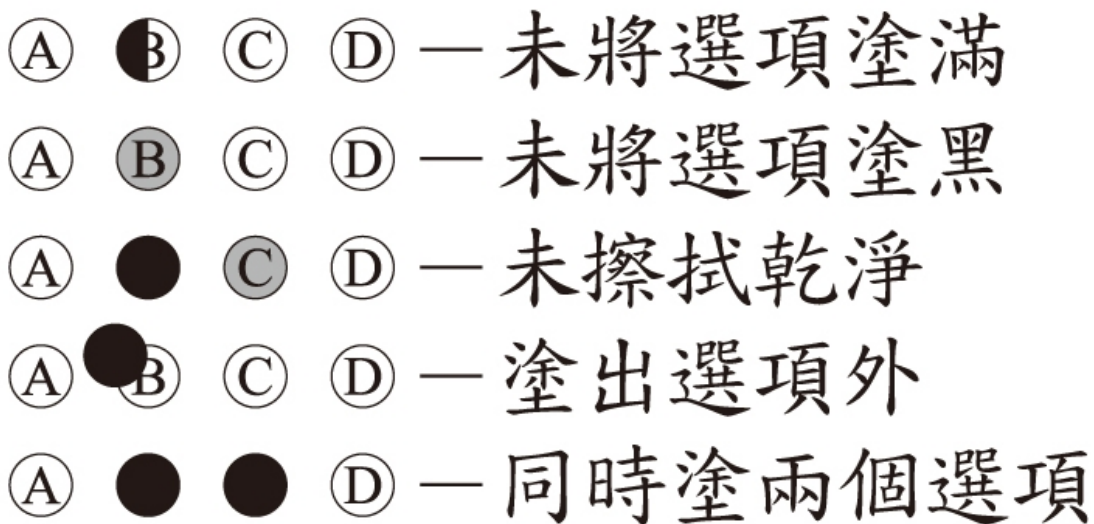 Ⓐ Ⓑ Ⓒ Ⓓ — 未將選項塗滿
Ⓐ Ⓑ Ⓒ Ⓓ — 未將選項塗黑
Ⓐ ● Ⓒ Ⓓ — 未擦拭乾淨
Ⓐ Ⓑ Ⓒ Ⓓ — 塗出選項外
Ⓐ ● ● Ⓓ — 同時塗兩個選項